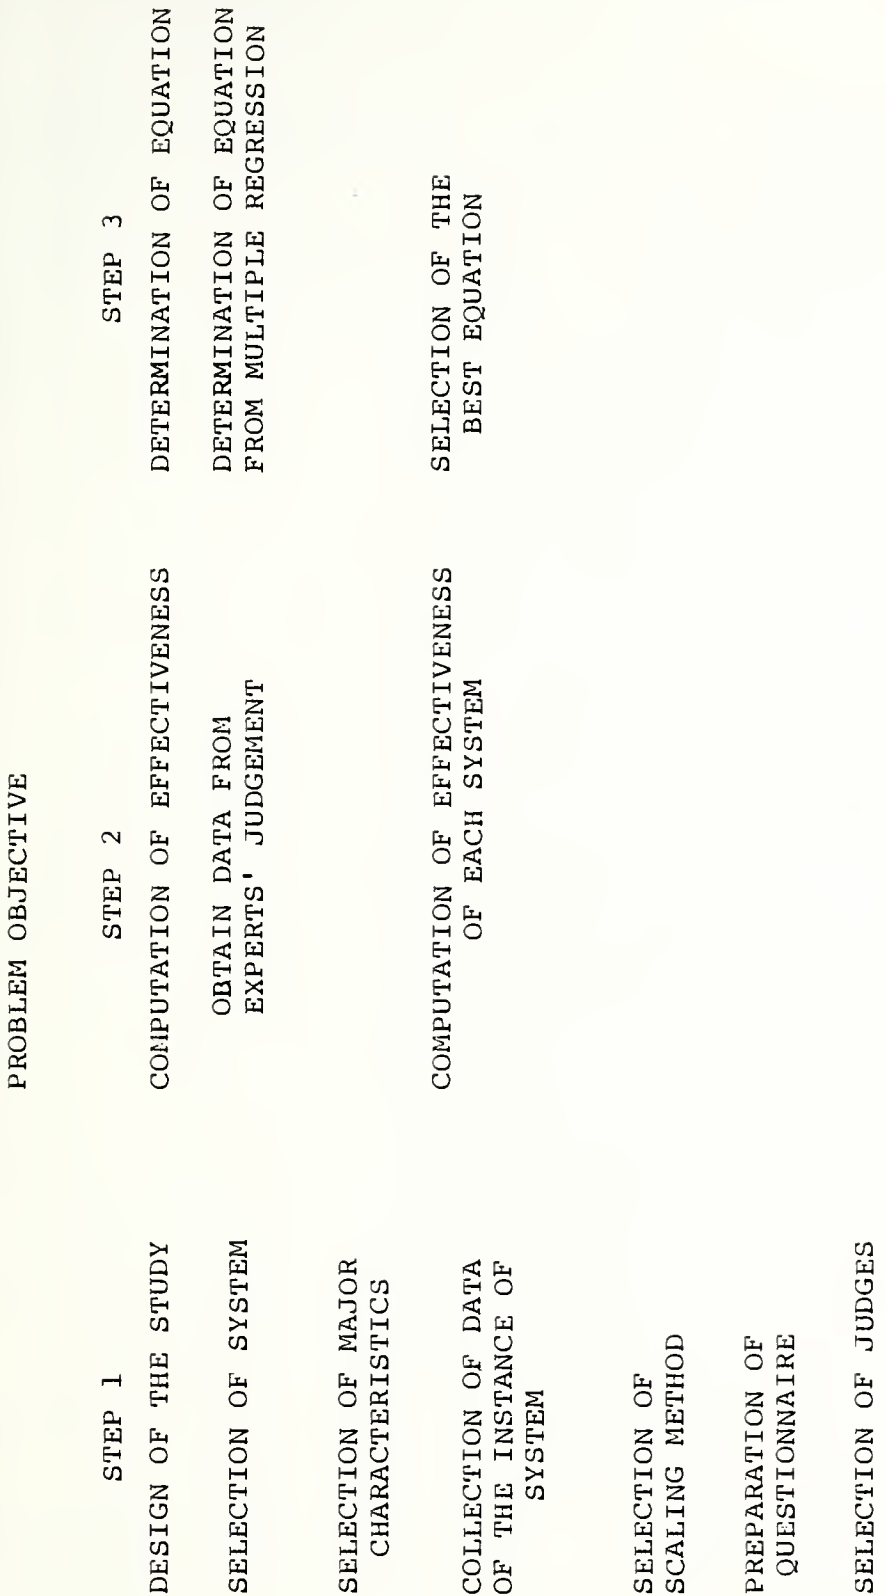 PROBLEM OBJECTIVE
STEP 1
DESIGN OF THE STUDY
SELECTION OF SYSTEM
SELECTION OF MAJOR
CHARACTERISTICS
COLLECTION OF DATA
OF THE INSTANCE OF
SYSTEM
SELECTION OF
SCALING METHOD
PREPARATION OF
QUESTIONNAIRE
SELECTION OF JUDGES
STEP 2
COMPUTATION OF EFFECTIVENESS
OBTAIN DATA FROM
EXPERTS' JUDGEMENT
COMPUTATION OF EFFECTIVENESS
OF EACH SYSTEM
STEP 3
DETERMINATION OF EQUATION
DETERMINATION OF EQUATION
FROM MULTIPLE REGRESSION
SELECTION OF THE
BEST EQUATION